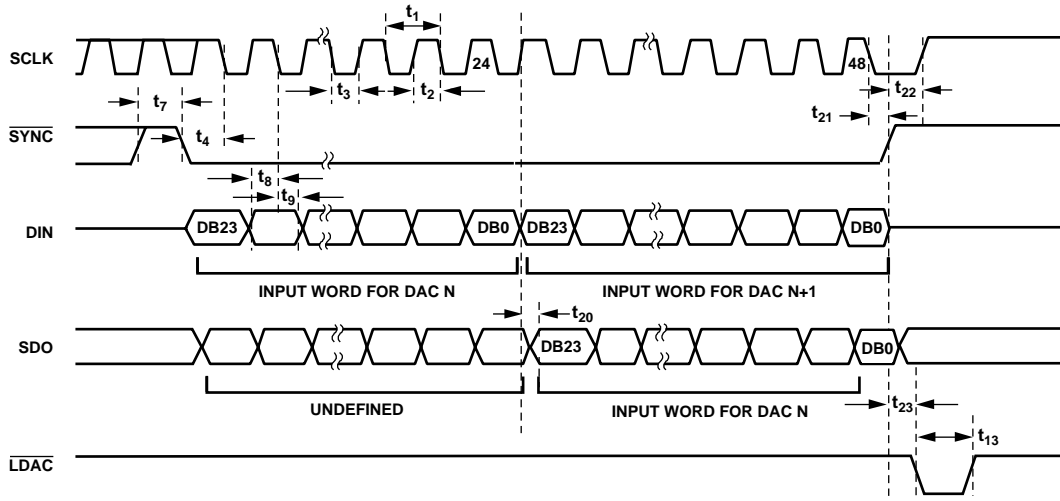 t1
SCLK
24
48
t3
t2
t22
t7
t21
SYNC
t4
t8
t9
DIN
DB23
DB0
DB23
DB0
INPUT WORD FOR DAC N
INPUT WORD FOR DAC N+1
t20
SDO
DB23
DB0
UNDEFINED
INPUT WORD FOR DAC N
t23
t13
LDAC